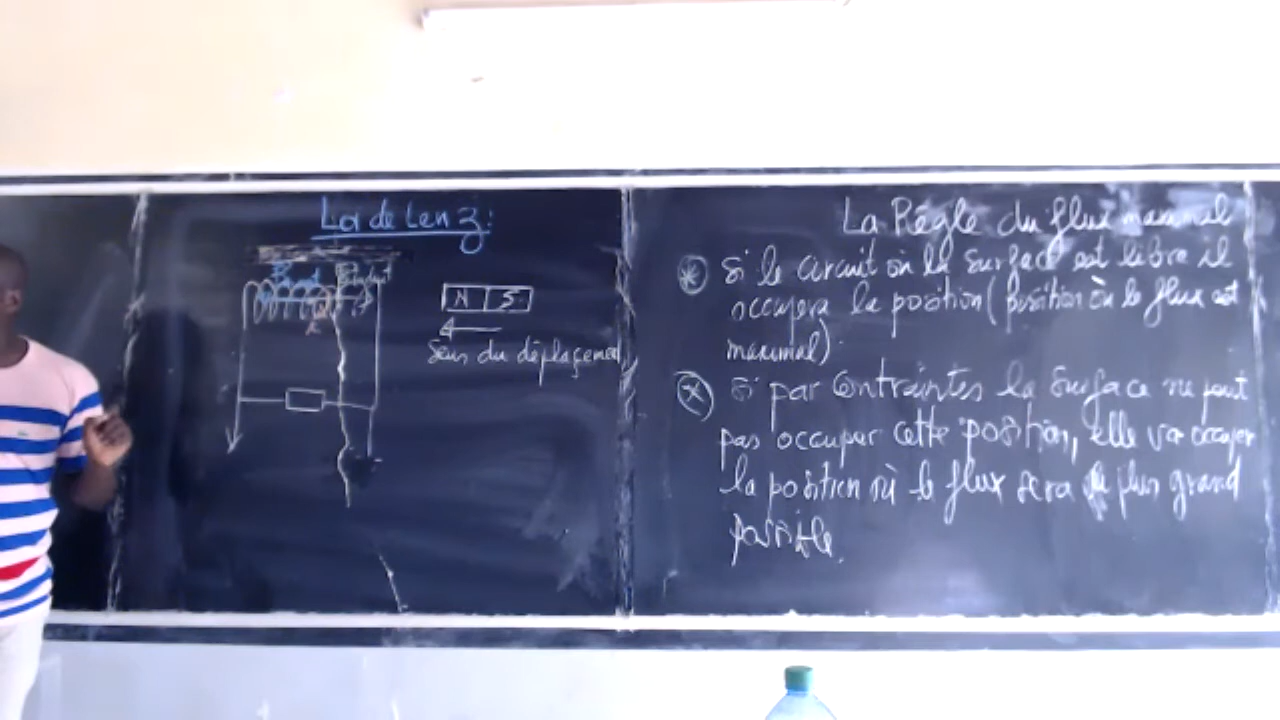 Loi de Lenz:
N S
Sens du déplacement
La Règle du flux maximal
* Si le circuit où la surface est libre il
occupera la position (position où le flux est
maximal)
* si par contraintes la surface ne peut
pas occuper cette position, elle va occuper
la position où le flux sera le plus grand
possible.